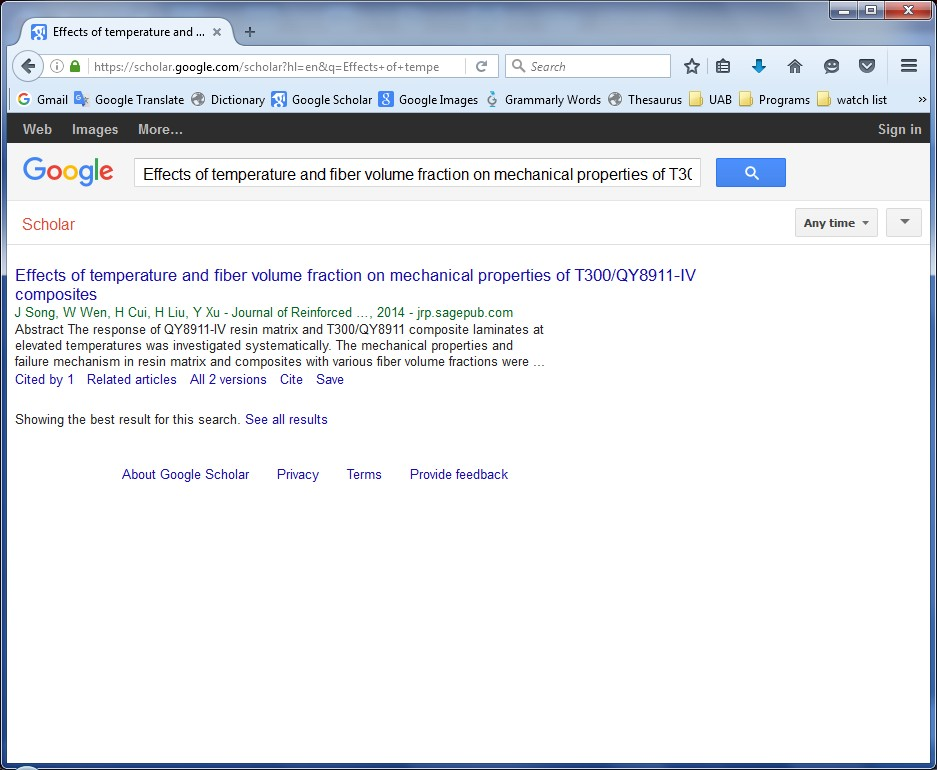 Effects of temperature and ...
https://scholar.google.com/scholar?hl=en&q=Effects+of+tempe
Search
Gmail Google Translate Dictionary Google Scholar Google Images Grammarly Words Thesaurus UAB Programs watch list »
Web Images More... Sign in
Google Effects of temperature and fiber volume fraction on mechanical properties of T30
Scholar Any time
Effects of temperature and fiber volume fraction on mechanical properties of T300/QY8911-IV
composites
J Song, W Wen, H Cui, H Liu, Y Xu - Journal of Reinforced …, 2014 - jrp.sagepub.com
Abstract The response of QY8911-IV resin matrix and T300/QY8911 composite laminates at
elevated temperatures was investigated systematically. The mechanical properties and
failure mechanism in resin matrix and composites with various fiber volume fractions were …
Cited by 1 Related articles All 2 versions Cite Save
Showing the best result for this search. See all results
About Google Scholar Privacy Terms Provide feedback